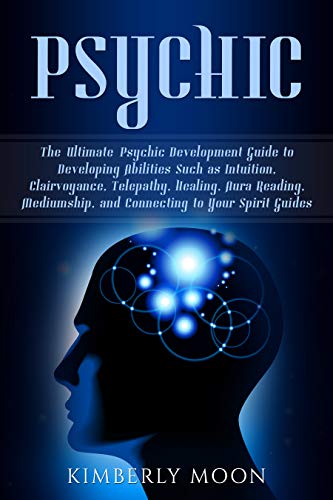 PSYCHIC
The Ultimate Psychic Development Guide to
Developing Abilities Such as Intuition,
Clairvoyance, Telepathy, Healing, Aura Reading,
Mediumship, and Connecting to Your Spirit Guides
KIMBERLY MOON